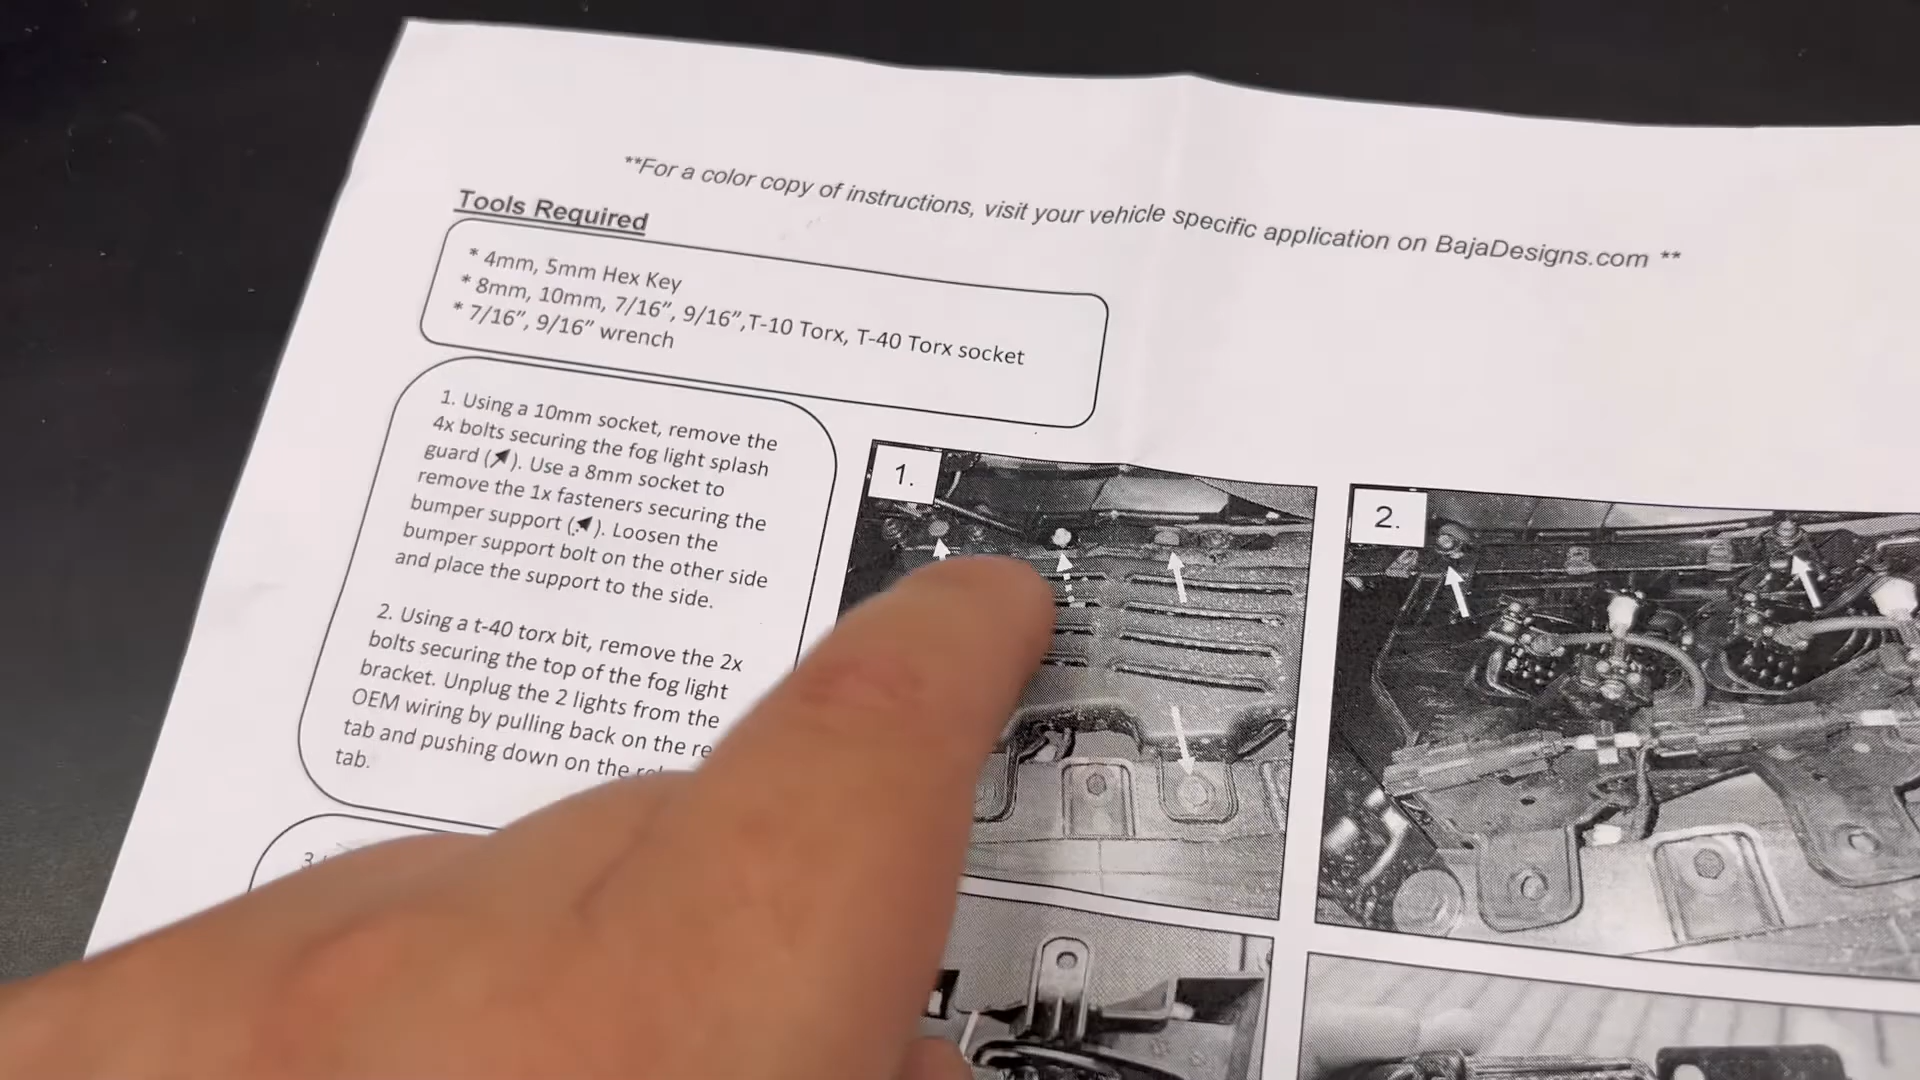 **For a color copy of instructions, visit your vehicle specific application on BajaDesigns.com **
Tools Required
* 4mm, 5mm Hex Key
* 8mm, 10mm, 7/16”, 9/16”,T-10 Torx, T-40 Torx socket
* 7/16”, 9/16” wrench
1. Using a 10mm socket, remove the
4x bolts securing the fog light splash
guard ( ). Use a 8mm socket to
remove the 1x fasteners securing the
bumper support ( ). Loosen the
bumper support bolt on the other side
and place the support to the side.
2. Using a t-40 torx bit, remove the 2x
bolts securing the top of the fog light
bracket. Unplug the 2 lights from the
OEM wiring by pulling back on the
tab and pushing down on the
tab.
3.
1.
2.